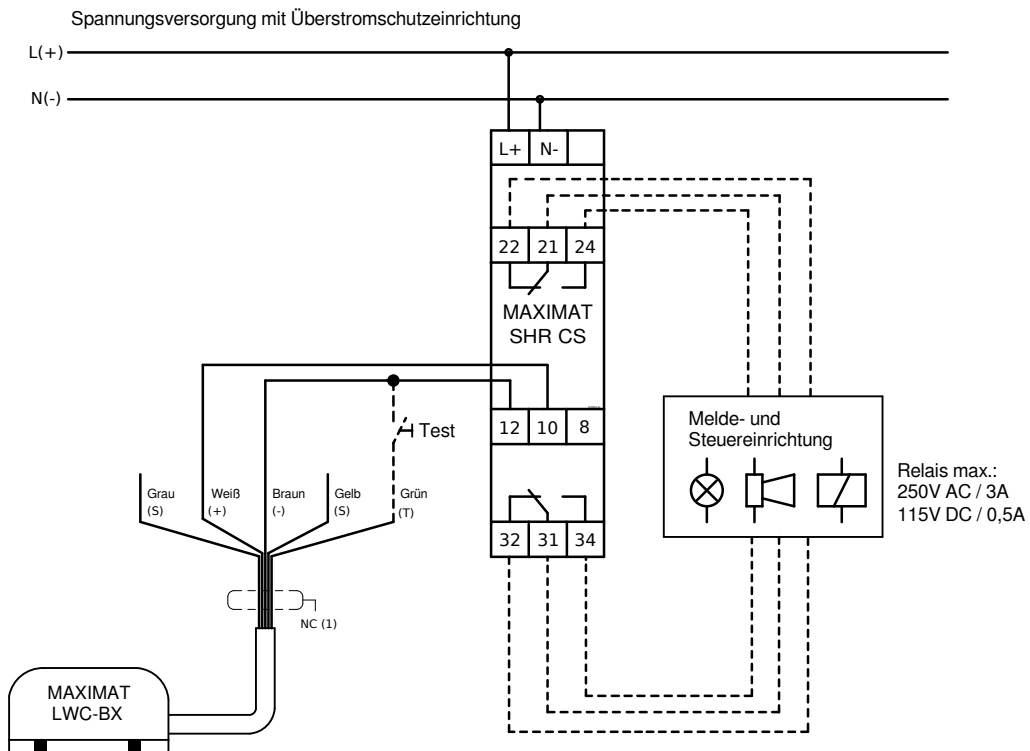 Spannungsversorgung mit Überstromschutzeinrichtung
L(+)
N(-)
L+ N-
22 21 24
MAXIMAT
SHR CS
12 10 8
Test
Melde- und
Steuereinrichtung
Relais max.:
250V AC / 3A
115V DC / 0,5A
Grau
(S)
Weiß
(+)
Braun
(-)
Gelb
(S)
Grün
(T)
32 31 34
NC (1)
MAXIMAT
LWC-BX